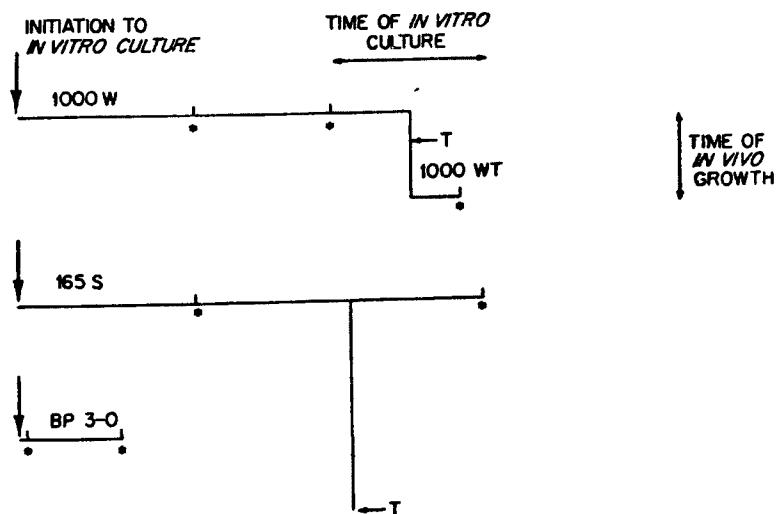 INITIATION TO
IN VITRO CULTURE
TIME OF IN VITRO
CULTURE
1000 W
*
*
T
1000 WT
*
TIME OF
IN VIVO
GROWTH
165 S
*
*
BP 3-0
*
*
T